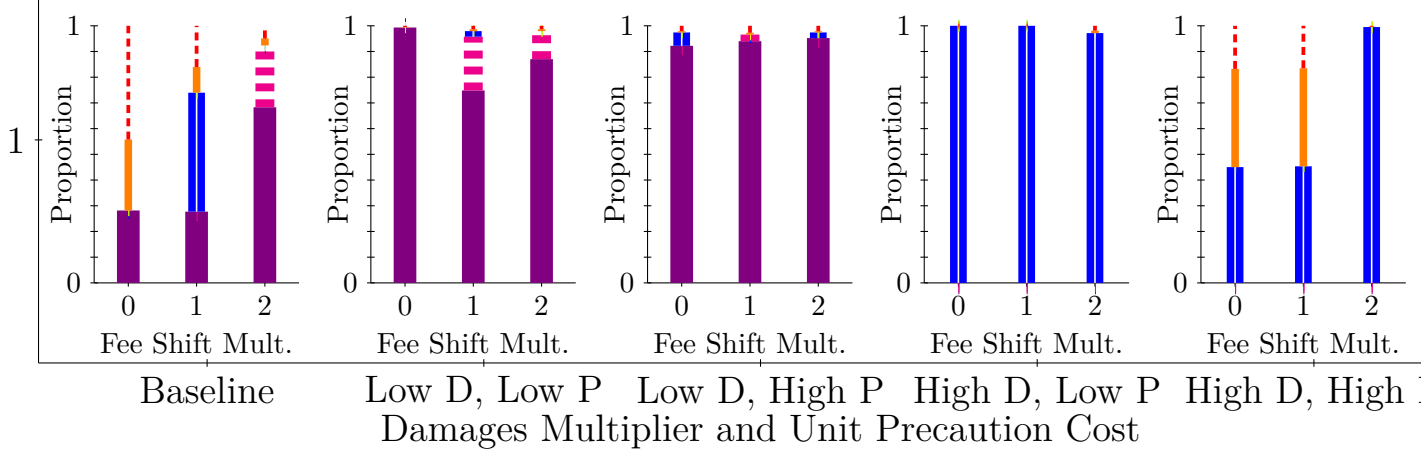 1 1 1 1 1
Proportion Proportion Proportion Proportion Proportion
1
0 0 0 0 0
0 1 2 0 1 2 0 1 2 0 1 2 0 1 2
Fee Shift Mult. Fee Shift Mult. Fee Shift Mult. Fee Shift Mult. Fee Shift Mult.
Baseline Low D, Low P Low D, High P High D, Low P High D, High
Damages Multiplier and Unit Precaution Cost